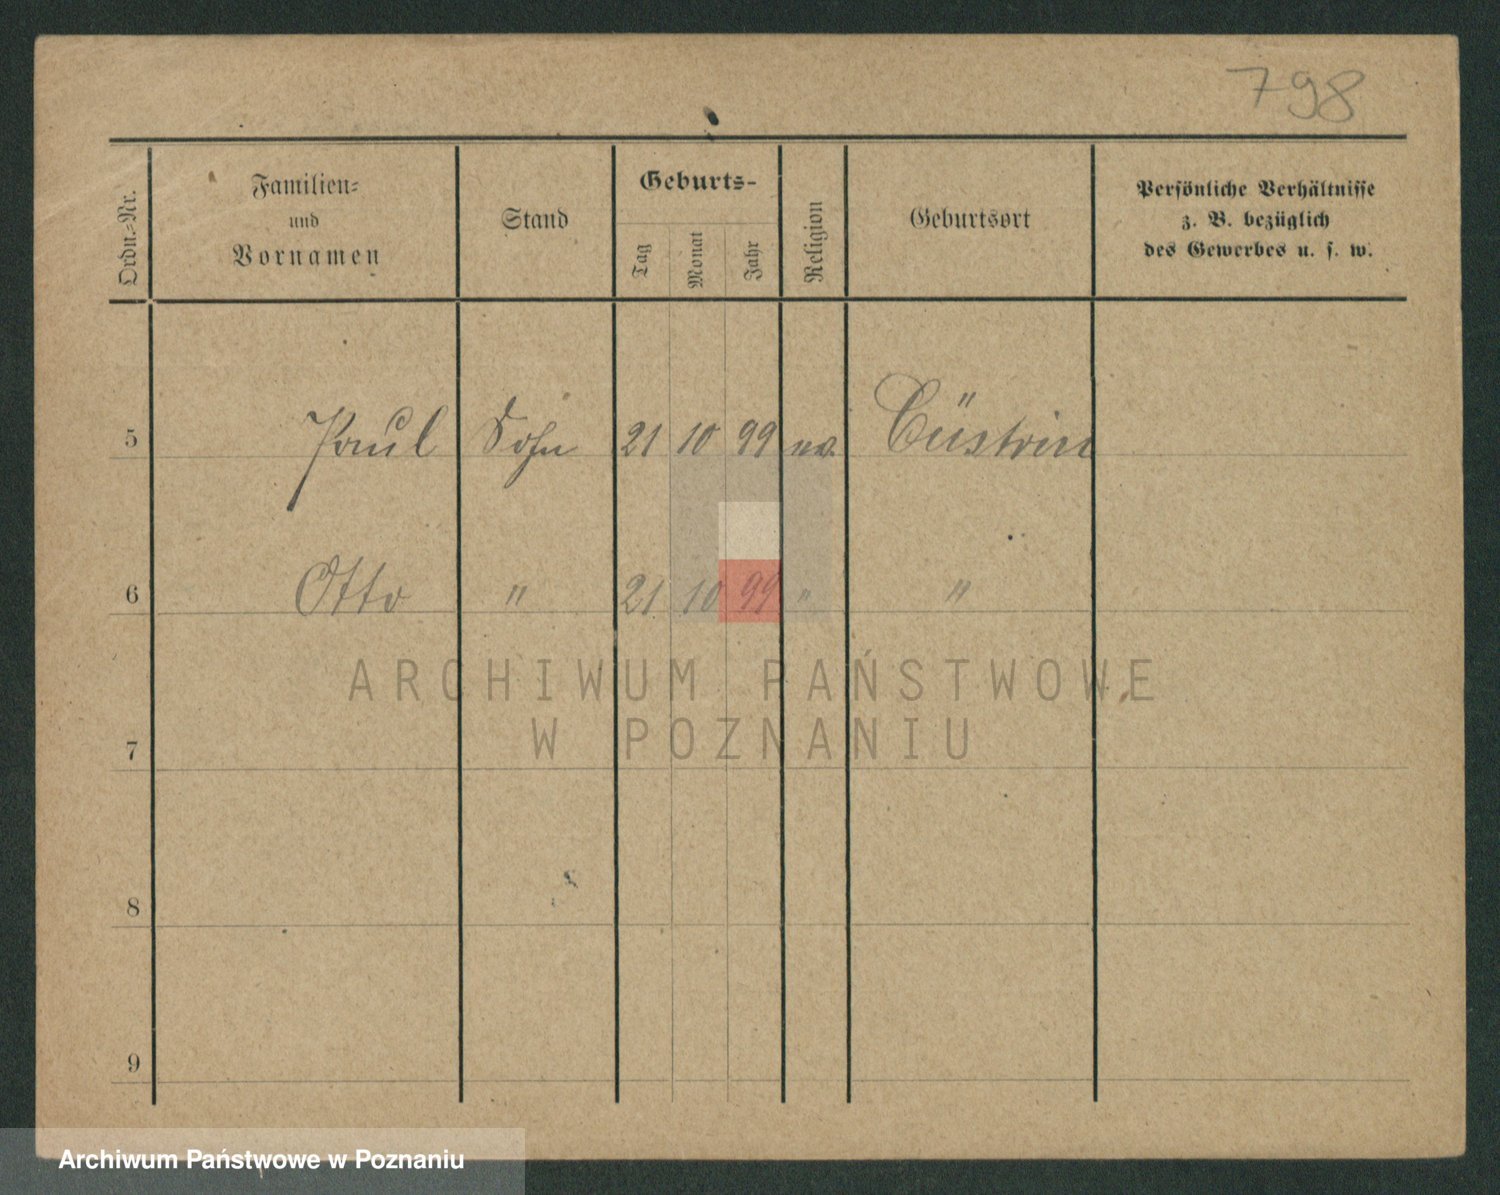 798
Ordn.-Nr.
Familien-
und
Vornamen
Stand
Geburts-
Tag
Monat
Jahr
Religion
Geburtsort
Persönliche Verhältnisse
z. B. bezüglich
des Gewerbes u. s. w.
5 Paul Sohn 21 10 99 ev. Cüstrin
6 Otto " 21 10 99 " "
ARCHIWUM PAŃSTWOWE
W POZNANIU
7
8
9
Archiwum Państwowe w Poznaniu